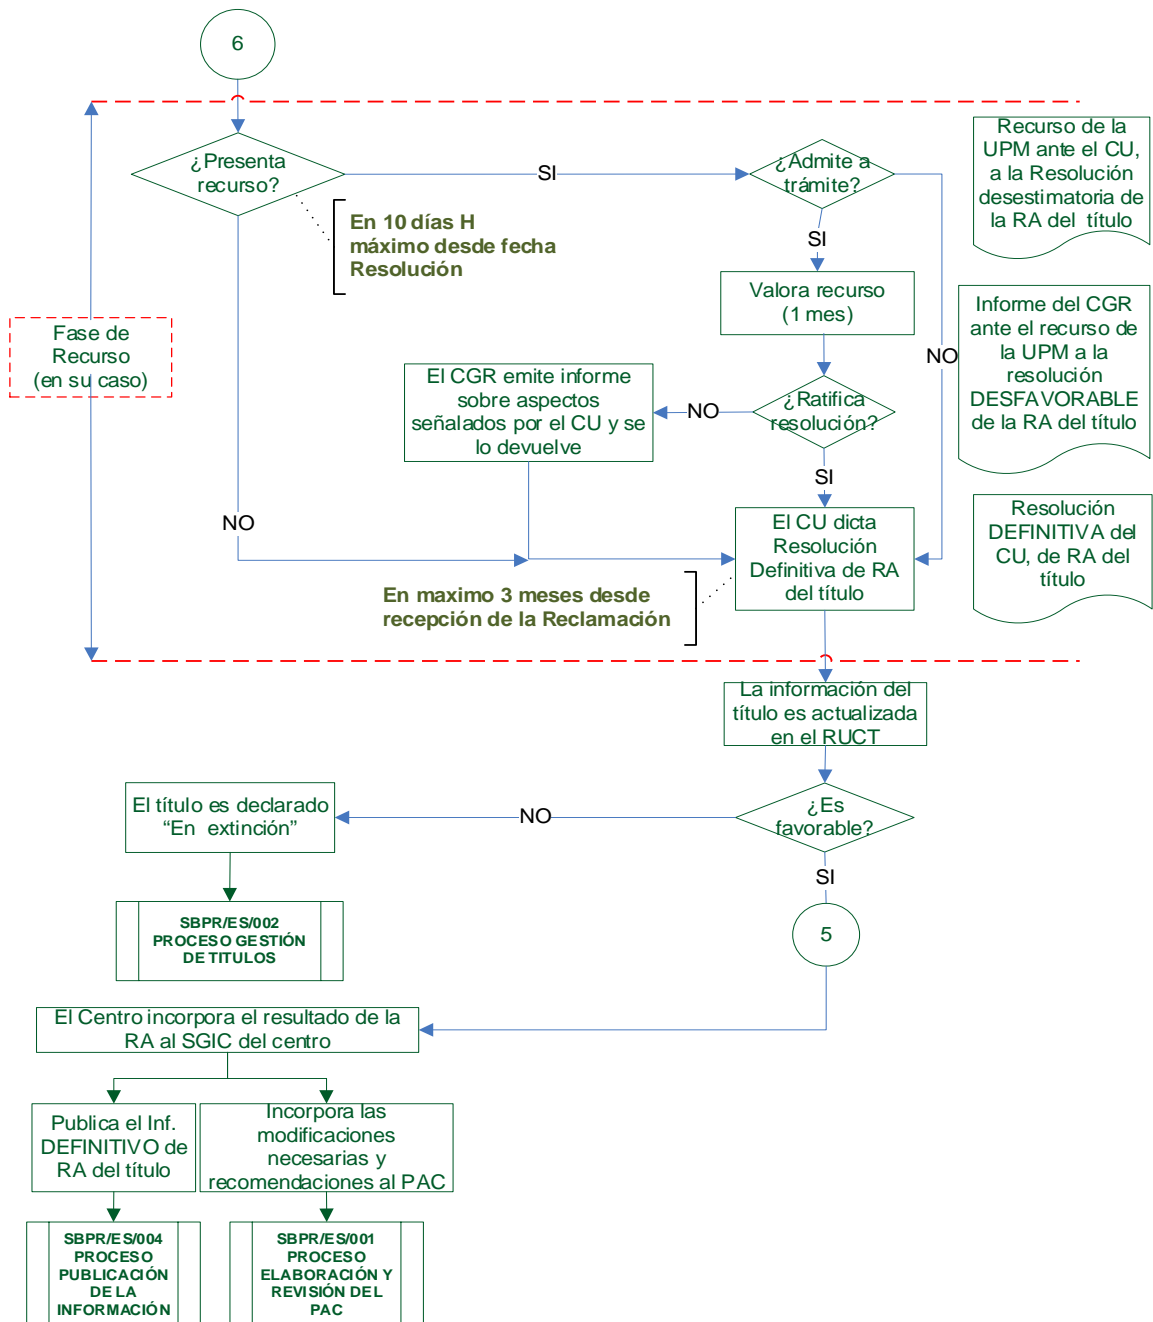 6
¿Presenta
recurso?
SI
¿Admite a
trámite?
Recurso de la
UPM ante el CU,
a la Resolución
desestimatoria de
la RA del título
En 10 días H
máximo desde fecha
Resolución
SI
Valora recurso
(1 mes)
Informe del CGR
ante el recurso de
la UPM a la
resolución
DESFAVORABLE
de la RA del título
Fase de
Recurso
(en su caso)
NO
El CGR emite informe
sobre aspectos
señalados por el CU y se
lo devuelve
NO
¿Ratifica
resolución?
SI
NO
El CU dicta
Resolución
Definitiva de RA
del título
Resolución
DEFINITIVA del
CU, de RA del
título
En maximo 3 meses desde
recepción de la Reclamación
La información del
título es actualizada
en el RUCT
El título es declarado
“En extinción”
NO
¿Es
favorable?
SI
SBPR/ES/002
PROCESO GESTIÓN
DE TITULOS
5
El Centro incorpora el resultado de la
RA al SGIC del centro
Publica el Inf.
DEFINITIVO de
RA del título
Incorpora las
modificaciones
necesarias y
recomendaciones al PAC
SBPR/ES/004
PROCESO
PUBLICACIÓN
DE LA
INFORMACIÓN
SBPR/ES/001
PROCESO
ELABORACIÓN Y
REVISIÓN DEL
PAC